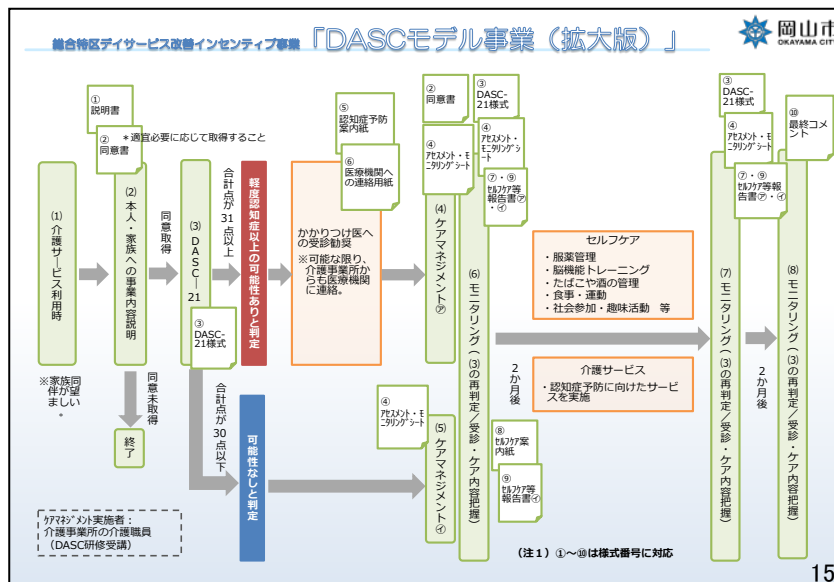 総合特区デイサービス改善インセンティブ事業 「DASCモデル事業（拡大版）」
岡山市
OKAYAMA CITY
①
説明書
②
同意書
＊適宜必要に応じて取得すること
(1) 介護サービス利用時
※家族同
伴が望
ましい
。
(2) 本人・家族への事業内容説明
同意取得
同意未取得
終了
(3) ＤＡＳＣ―21
③
DASC-
21様式
合計点が
31点以上
軽度認知症以上の可能性ありと判定
合計点が
30点以下
可能性なしと判定
⑤
認知症予防
案内紙
⑥
医療機関へ
の連絡用紙
かかりつけ医への
受診勧奨
※可能な限り、
介護事業所か
らも医療機関
に連絡。
②
同意書
④
ｱｾｽﾒﾝﾄ・ﾓﾆ
ﾀﾘﾝｸﾞｼｰﾄ
(4) ケアマネジメント㋐
③
DASC-
21様式
④
ｱｾｽﾒﾝﾄ・ﾓ
ﾆﾀﾘﾝｸﾞｼ
ｰﾄ
⑦・⑨
ｾﾙﾌｹｱ等報
告書㋐・
㋑
④
ｱｾｽﾒﾝﾄ・ﾓ
ﾆﾀﾘﾝｸﾞｼｰﾄ
(5) ケアマネジメント㋑
(6) モニタリング（(3)の再判定／受診・ケア内容把握）
セルフケア
・服薬管理
・脳機能トレーニング
・たばこや酒の管理
・食事・運動
・社会参加・趣味活動　等
2か月後
介護サービス
・認知症予防に向けたサービ
スを実施
⑧
ｾﾙﾌｹｱ案
内紙
⑨
ｾﾙﾌｹｱ等
報告書㋑
③
DASC-
21様式
④
ｱｾｽﾒﾝﾄ・ﾓ
ﾆﾀﾘﾝｸﾞｼｰ
ﾄ
⑦・⑨
ｾﾙﾌｹｱ等報
告書㋐・㋑
(7) モニタリング（(3)の再判定／受診・ケア内容把握）
2か月後
⑩
最終コメ
ント
(8) モニタリング（(3)の再判定／受診・ケア内容把握）
ｹｱﾏﾈｼﾞﾒﾝﾄ実施者：
介護事業所の介護職員
（DASC研修受講）
(注１) ①～⑩は様式番号に対応
15